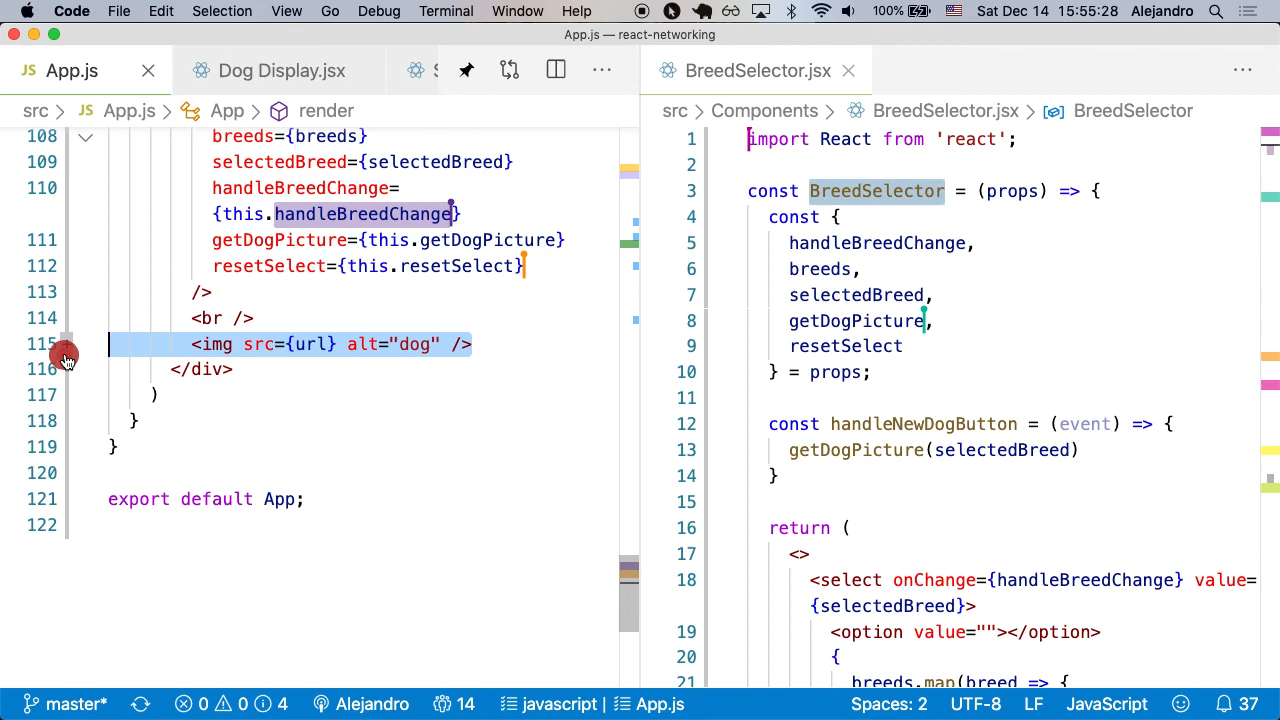 Code File Edit Selection View Go Debug Terminal Window Help 100% Sat Dec 14 15:55:28 Alejandro
App.js — react-networking
JS App.js Dog Display.jsx
src > JS App.js > App > render
108 breeds={breeds}
109 selectedBreed={selectedBreed}
110 handleBreedChange=
{this.handleBreedChange}
111 getDogPicture={this.getDogPicture}
112 resetSelect={this.resetSelect}
113 />
114 <br />
115 <img src={url} alt="dog" />
116 </div>
117 )
118 }
119 }
120
121 export default App;
122
BreedSelector.jsx
src > Components > BreedSelector.jsx > BreedSelector
1 import React from 'react';
2
3 const BreedSelector = (props) => {
4 const {
5 handleBreedChange,
6 breeds,
7 selectedBreed,
8 getDogPicture,
9 resetSelect
10 } = props;
11
12 const handleNewDogButton = (event) => {
13 getDogPicture(selectedBreed)
14 }
15
16 return (
17 <>
18 <select onChange={handleBreedChange} value=
{selectedBreed}>
19 <option value=""></option>
20 {
21 breeds.map(breed => {
master* 0 0 4 Alejandro 14 javascript | App.js Spaces: 2 UTF-8 LF JavaScript 37